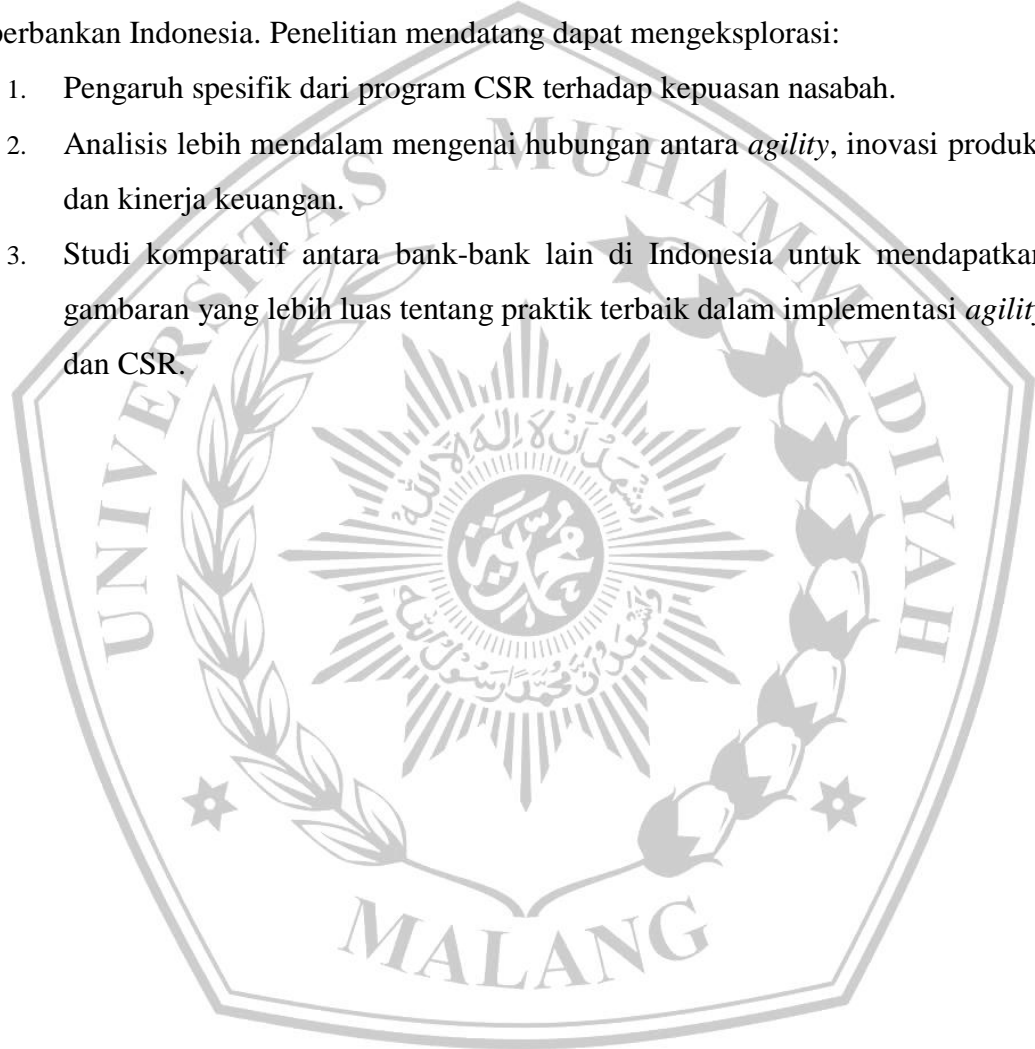 perbankan Indonesia. Penelitian mendatang dapat mengeksplorasi:
1. Pengaruh spesifik dari program CSR terhadap kepuasan nasabah.
2. Analisis lebih mendalam mengenai hubungan antara agility, inovasi produk
dan kinerja keuangan.
3. Studi komparatif antara bank-bank lain di Indonesia untuk mendapatkan
gambaran yang lebih luas tentang praktik terbaik dalam implementasi agility
dan CSR.
UNIVERSITAS MUHAMMADIYAH
MALANG